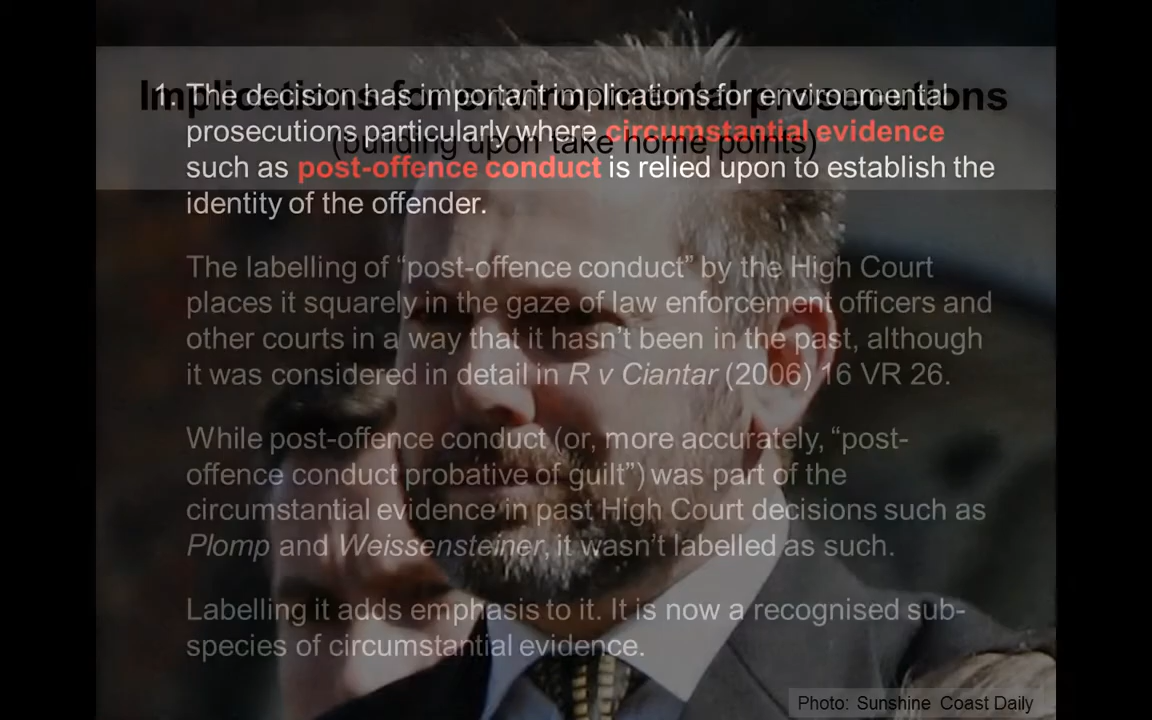 Implications for environmental prosecutions
(building upon take home points)
1. The decision has important implications for environmental
prosecutions particularly where circumstantial evidence
such as post-offence conduct is relied upon to establish the
identity of the offender.
The labelling of “post-offence conduct” by the High Court
places it squarely in the gaze of law enforcement officers and
other courts in a way that it hasn’t been in the past, although
it was considered in detail in R v Ciantar (2006) 16 VR 26.
While post-offence conduct (or, more accurately, “post-
offence conduct probative of guilt”) was part of the
circumstantial evidence in past High Court decisions such as
Plomp and Weissensteiner, it wasn’t labelled as such.
Labelling it adds emphasis to it. It is now a recognised sub-
species of circumstantial evidence.
Photo: Sunshine Coast Daily